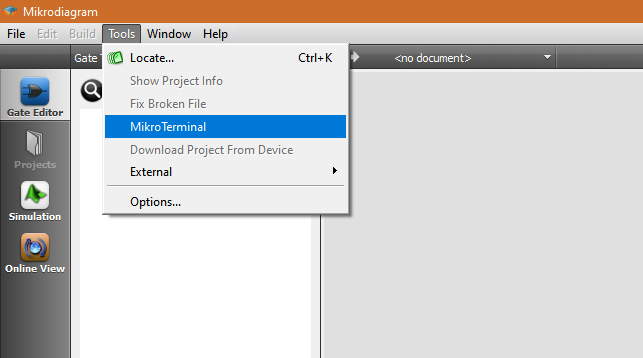 Mikrodiagram
File Edit Build Tools Window Help
Gate
<no document>
Locate... Ctrl+K
Show Project Info
Fix Broken File
MikroTerminal
Download Project From Device
External
Options...
Gate Editor
Projects
Simulation
Online View